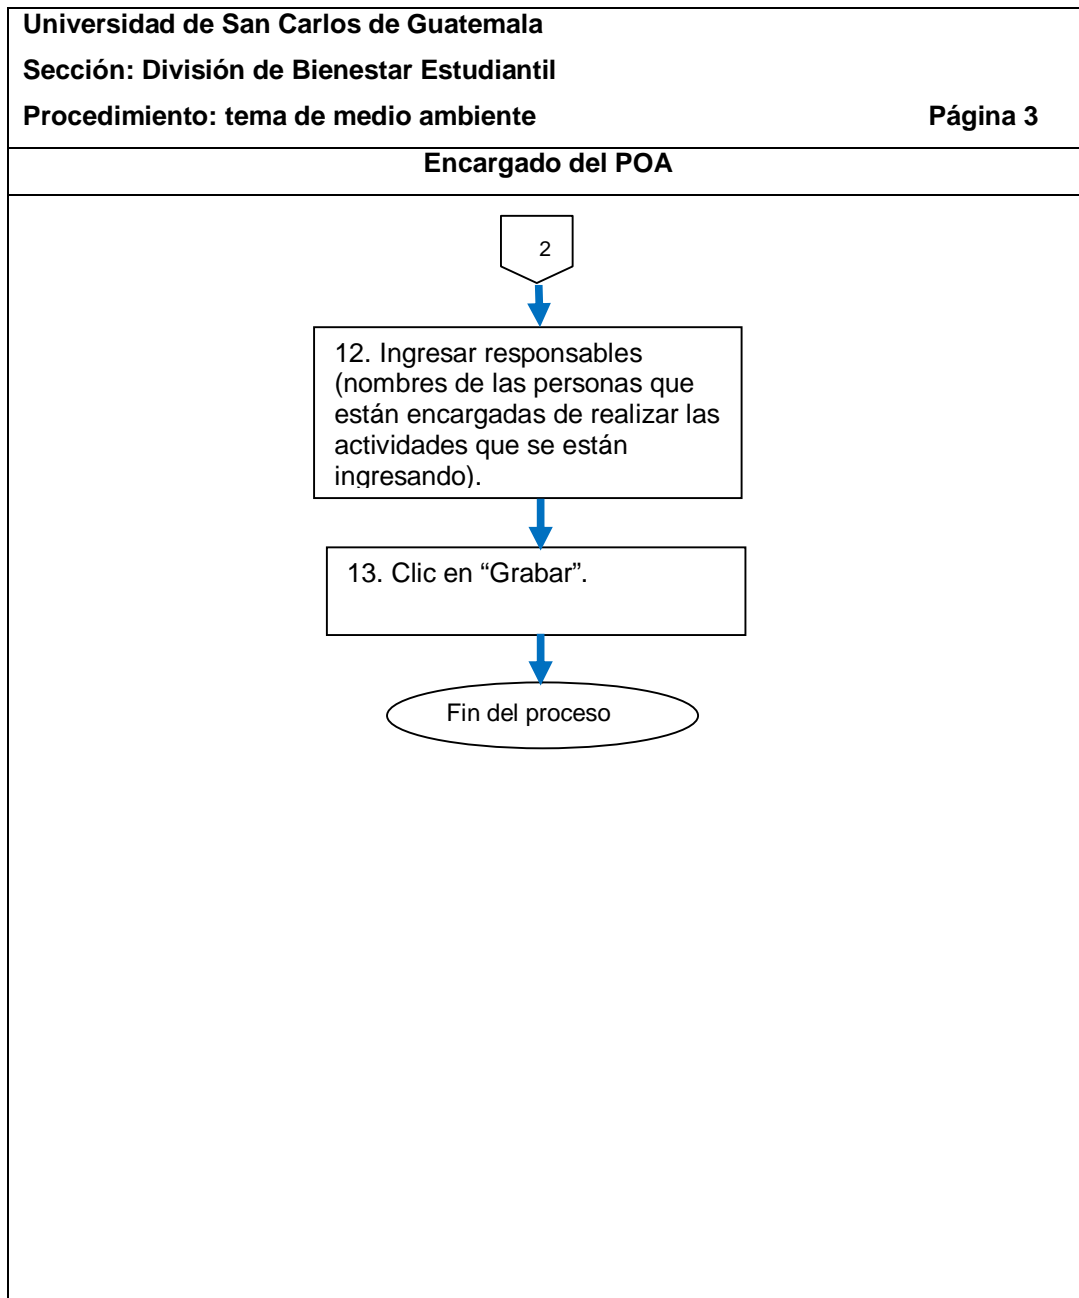 Universidad de San Carlos de Guatemala
Sección: División de Bienestar Estudiantil
Procedimiento: tema de medio ambiente Página 3
Encargado del POA
2
12. Ingresar responsables
(nombres de las personas que
están encargadas de realizar las
actividades que se están
ingresando).
13. Clic en “Grabar”.
Fin del proceso